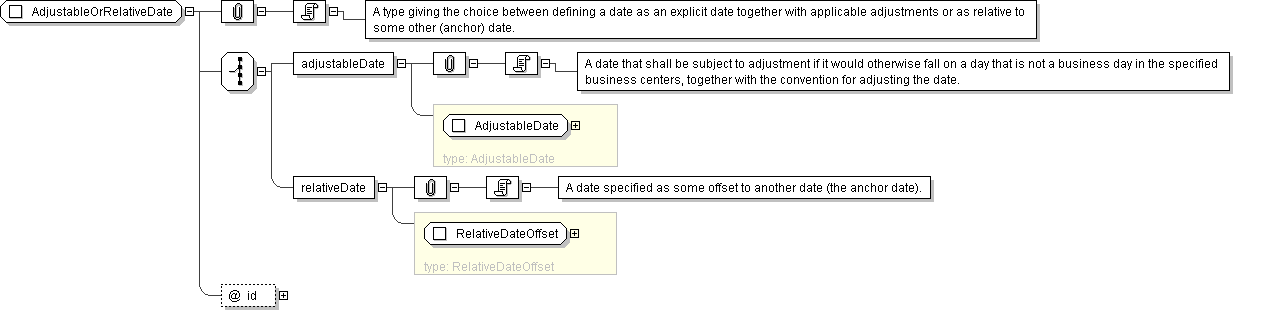 AdjustableOrRelativeDate
A type giving the choice between defining a date as an explicit date together with applicable adjustments or as relative to
some other (anchor) date.
adjustableDate
A date that shall be subject to adjustment if it would otherwise fall on a day that is not a business day in the specified
business centers, together with the convention for adjusting the date.
AdjustableDate
type: AdjustableDate
relativeDate
A date specified as some offset to another date (the anchor date).
RelativeDateOffset
type: RelativeDateOffset
@ id